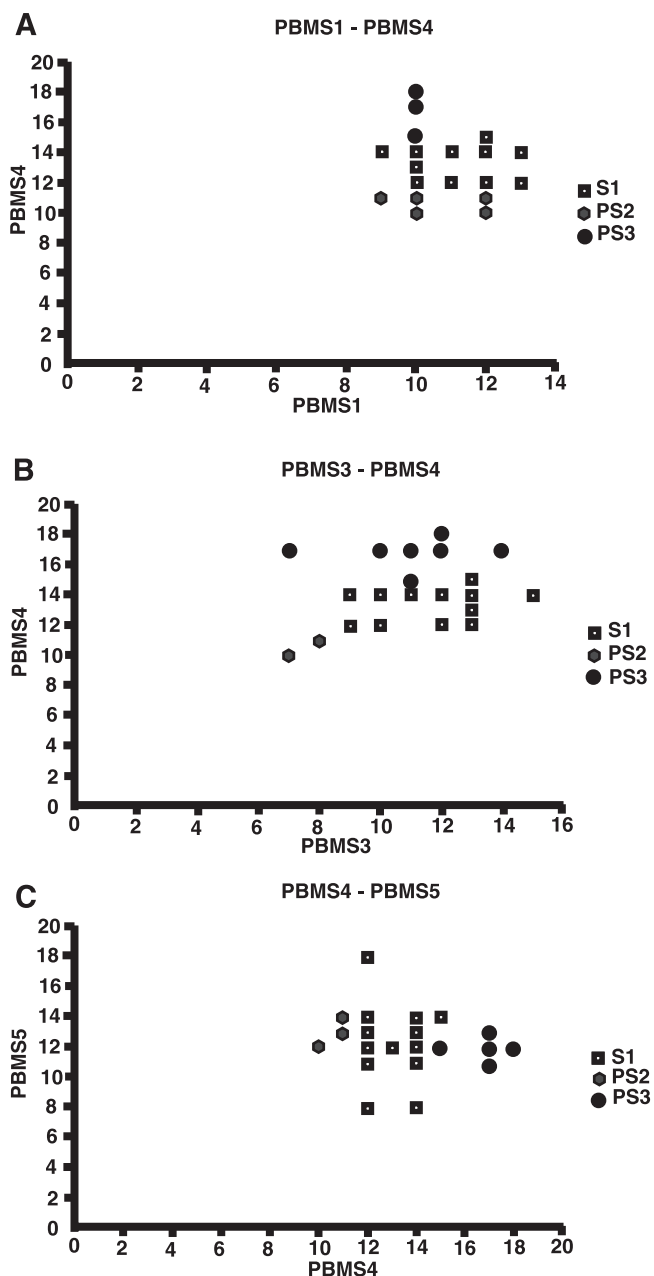 A
PBMS1 - PBMS4
20
18
16
14
12
10
8
6
4
2
0
PBMS4
0 2 4 6 8 10 12 14
PBMS1
S1
PS2
PS3
B
PBMS3 - PBMS4
20
18
16
14
12
10
8
6
4
2
0
PBMS4
0 2 4 6 8 10 12 14 16
PBMS3
S1
PS2
PS3
C
PBMS4 - PBMS5
20
18
16
14
12
10
8
6
4
2
0
PBMS5
0 2 4 6 8 10 12 14 16 18 20
PBMS4
S1
PS2
PS3